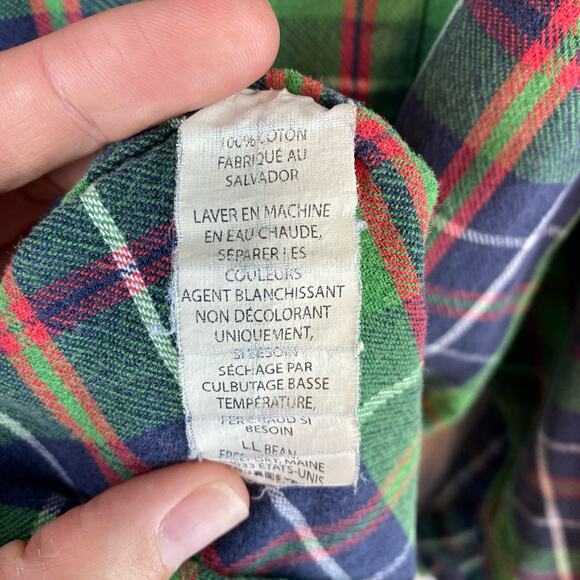 100% COTON
FABRIQUÉ AU
SALVADOR
LAVER EN MACHINE
EN EAU CHAUDE,
SÉPARER LES
COULEURS
AGENT BLANCHISSANT
NON DÉCOLORANT
UNIQUEMENT,
SI BESOIN
SÉCHAGE PAR
CULBUTAGE BASSE
TEMPÉRATURE,
FER CHAUD SI
BESOIN
L.L.BEAN
FREEPORT, MAINE
ÉTATS-UNIS